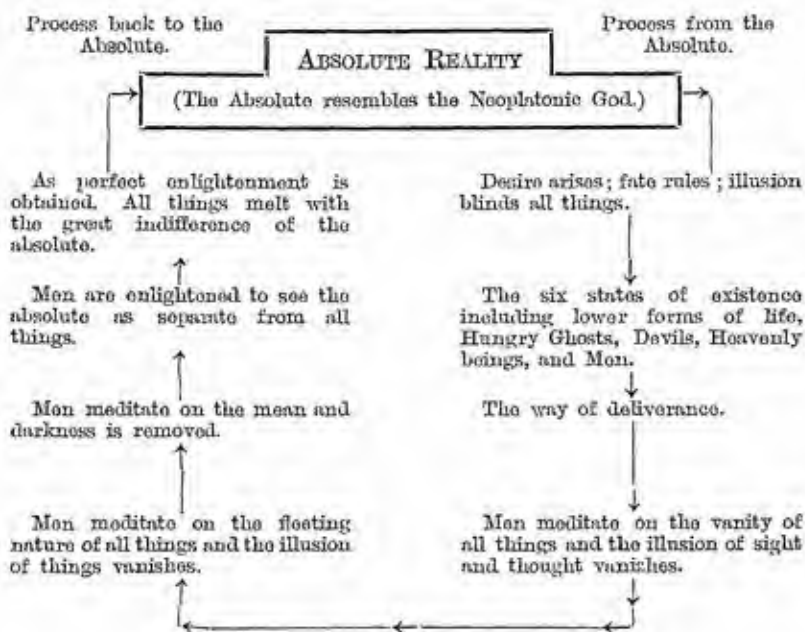 Process back to the
Absolute.
Process from the
Absolute.
ABSOLUTE REALITY
(The Absolute resembles the Neoplatonic God.)
As perfect enlightenment is
obtained. All things melt with
the great indifference of the
absolute.
Men are enlightened to see the
absolute as separate from all
things.
Men meditate on the mean and
darkness is removed.
Men meditate on the fleeting
nature of all things and the illusion
of things vanishes.
Desire arises; fate rules; illusion
blinds all things.
The six states of existence
including lower forms of life,
Hungry Ghosts, Devils, Heavenly
beings, and Men.
The way of deliverance.
Men meditate on the vanity of
all things and the illusion of sight
and thought vanishes.